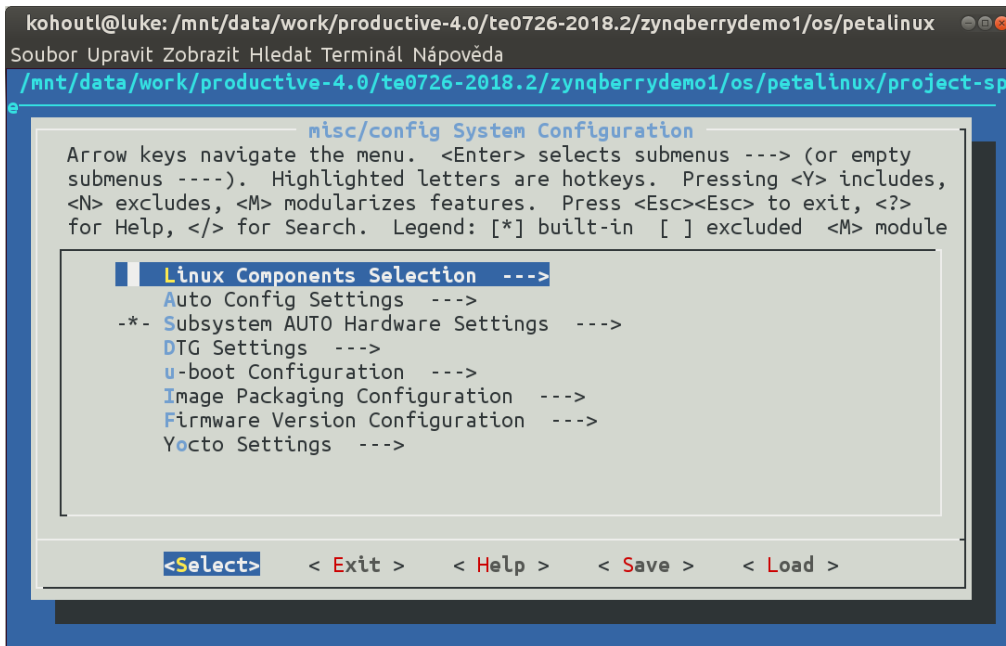 kohoutl@luke: /mnt/data/work/productive-4.0/te0726-2018.2/zynqberrydemo1/os/petalinux
Soubor Upravit Zobrazit Hledat Terminál Nápověda
/mnt/data/work/productive-4.0/te0726-2018.2/zynqberrydemo1/os/petalinux/project-sp
e
misc/config System Configuration
Arrow keys navigate the menu. <Enter> selects submenus ---> (or empty
submenus ----). Highlighted letters are hotkeys. Pressing <Y> includes,
<N> excludes, <M> modularizes features. Press <Esc><Esc> to exit, <?>
for Help, </> for Search. Legend: [*] built-in [ ] excluded <M> module
Linux Components Selection --->
Auto Config Settings --->
-*- Subsystem AUTO Hardware Settings --->
DTG Settings --->
u-boot Configuration --->
Image Packaging Configuration --->
Firmware Version Configuration --->
Yocto Settings --->
<Select> < Exit > < Help > < Save > < Load >